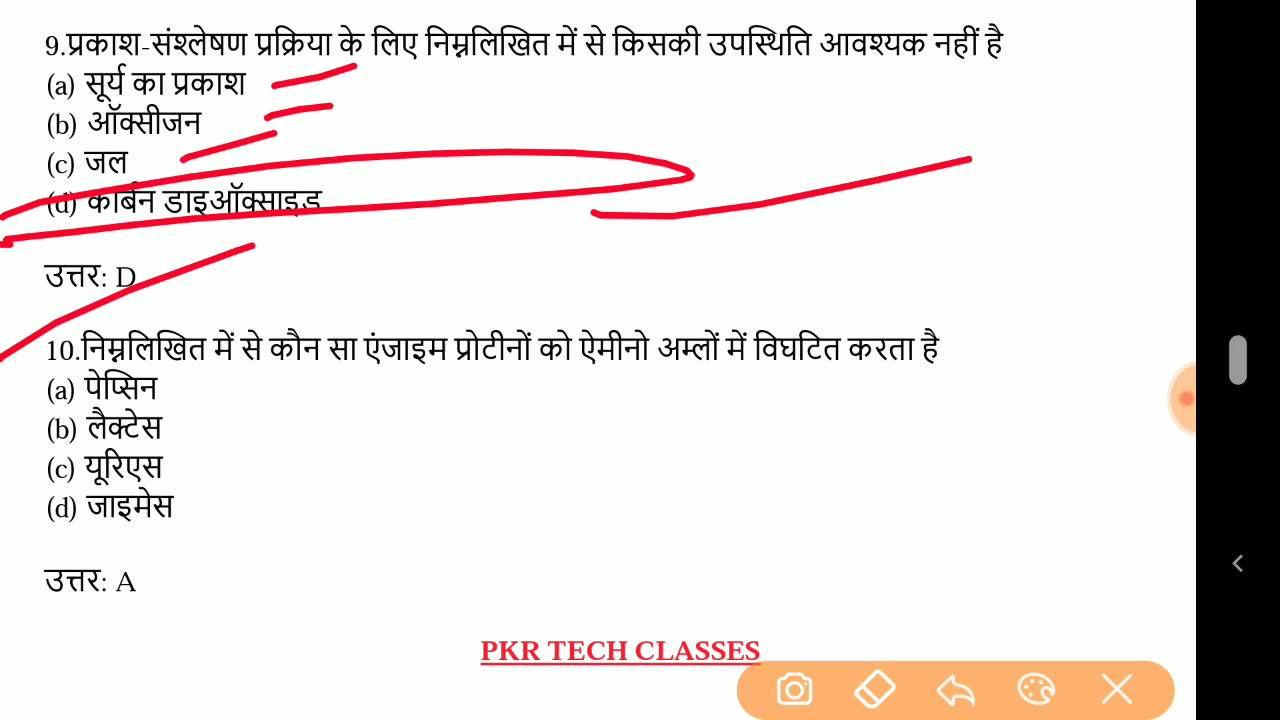 9.प्रकाश-संश्लेषण प्रक्रिया के लिए निम्नलिखित में से किसकी उपस्थिति आवश्यक नहीं है
(a) सूर्य का प्रकाश
(b) ऑक्सीजन
(c) जल
(d) कार्बन डाइऑक्साइड
उत्तर: D
10.निम्नलिखित में से कौन सा एंजाइम प्रोटीनों को ऐमीनो अम्लों में विघटित करता है
(a) पेप्सिन
(b) लैक्टेस
(c) यूरिएस
(d) जाइमेस
उत्तर: A
PKR TECH CLASSES